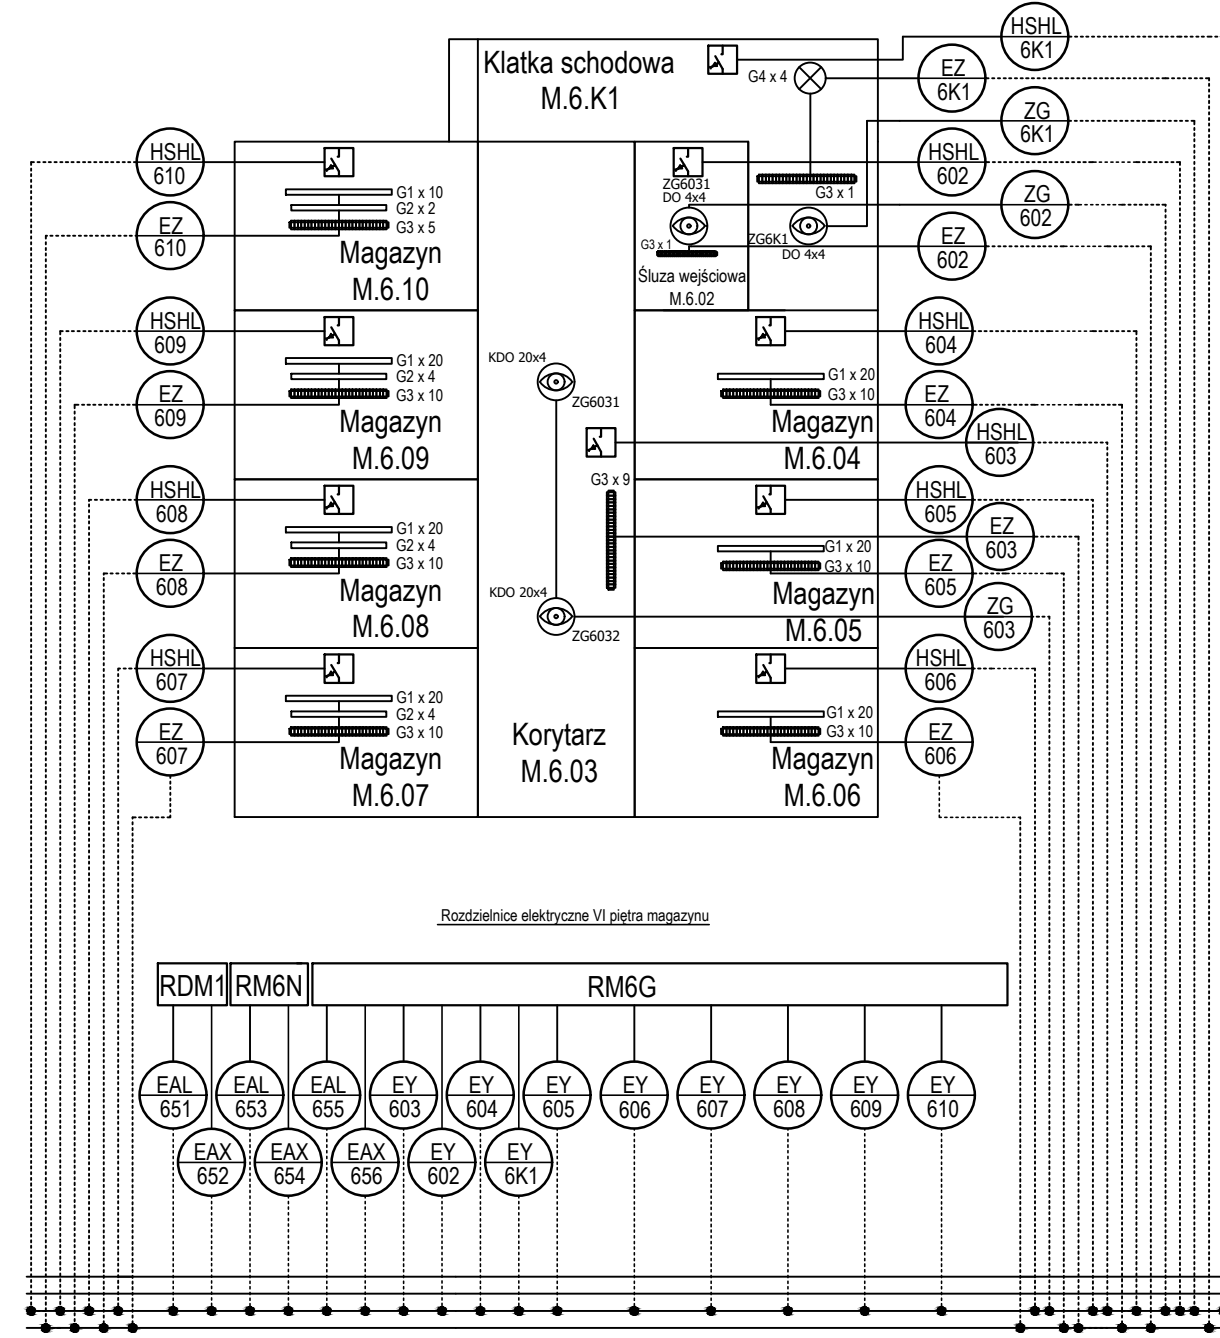 HSHL
6K1
Klatka schodowa
M.6.K1
G4 x 4
EZ
6K1
ZG
6K1
HSHL
610
HSHL
602
ZG6031
DO 4x4
G3 x 1
ZG
602
G1 x 10
G2 x 2
G3 x 5
EZ
610
Magazyn
M.6.10
G3 x 1
ZG6K1
DO 4x4
EZ
602
Śluza wejściowa
M.6.02
HSHL
609
G1 x 20
G2 x 4
G3 x 10
EZ
609
Magazyn
M.6.09
KDO 20x4
ZG6031
HSHL
604
G1 x 20
G3 x 10
EZ
604
Magazyn
M.6.04
HSHL
603
G3 x 9
HSHL
608
G1 x 20
G2 x 4
G3 x 10
EZ
608
Magazyn
M.6.08
HSHL
605
EZ
603
G1 x 20
G3 x 10
EZ
605
Magazyn
M.6.05
KDO 20x4
ZG6032
ZG
603
HSHL
607
G1 x 20
G2 x 4
G3 x 10
EZ
607
Magazyn
M.6.07
Korytarz
M.6.03
HSHL
606
G1 x 20
G3 x 10
EZ
606
Magazyn
M.6.06
Rozdzielnice elektryczne VI piętra magazynu
RDM1
RM6N
RM6G
EAL
651
EAL
653
EAL
655
EY
603
EY
604
EY
605
EY
606
EY
607
EY
608
EY
609
EY
610
EAX
652
EAX
654
EAX
656
EY
602
EY
6K1